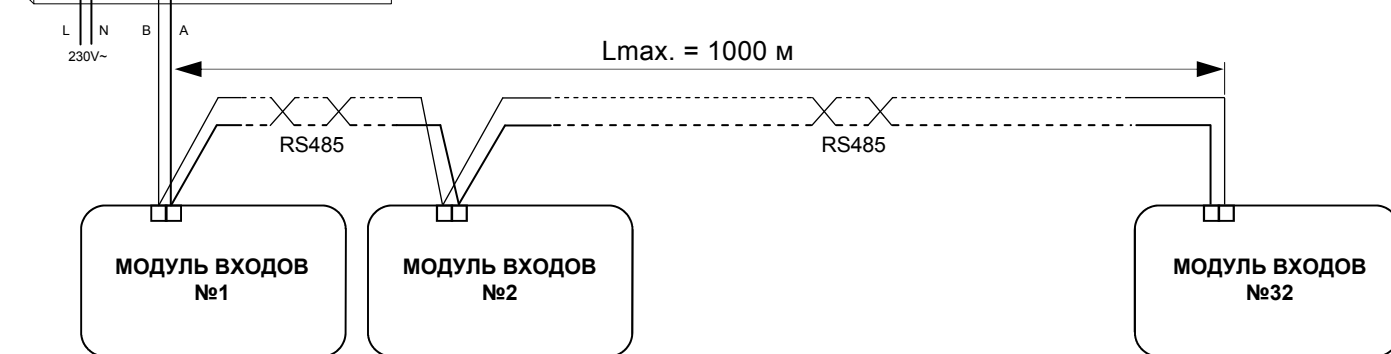 L N B A
230V~
Lmax. = 1000 м
RS485 RS485
МОДУЛЬ ВХОДОВ
№1
МОДУЛЬ ВХОДОВ
№2
МОДУЛЬ ВХОДОВ
№32